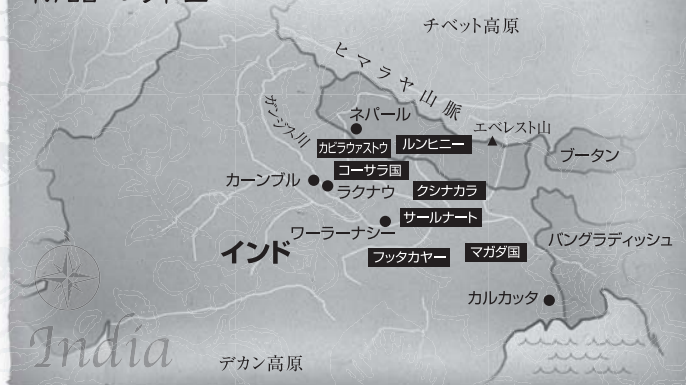 チベット高原
ヒマラヤ山脈
ガンジス川
ネパール
エベレスト山
カピラヴァストゥ
ルンビニー
ブータン
コーサラ国
カーンプル
ラクナウ
クシナカラ
サールナート
ワーラーナシー
バングラディッシュ
インド
フッタカヤー
マガダ国
カルカッタ
India
デカン高原